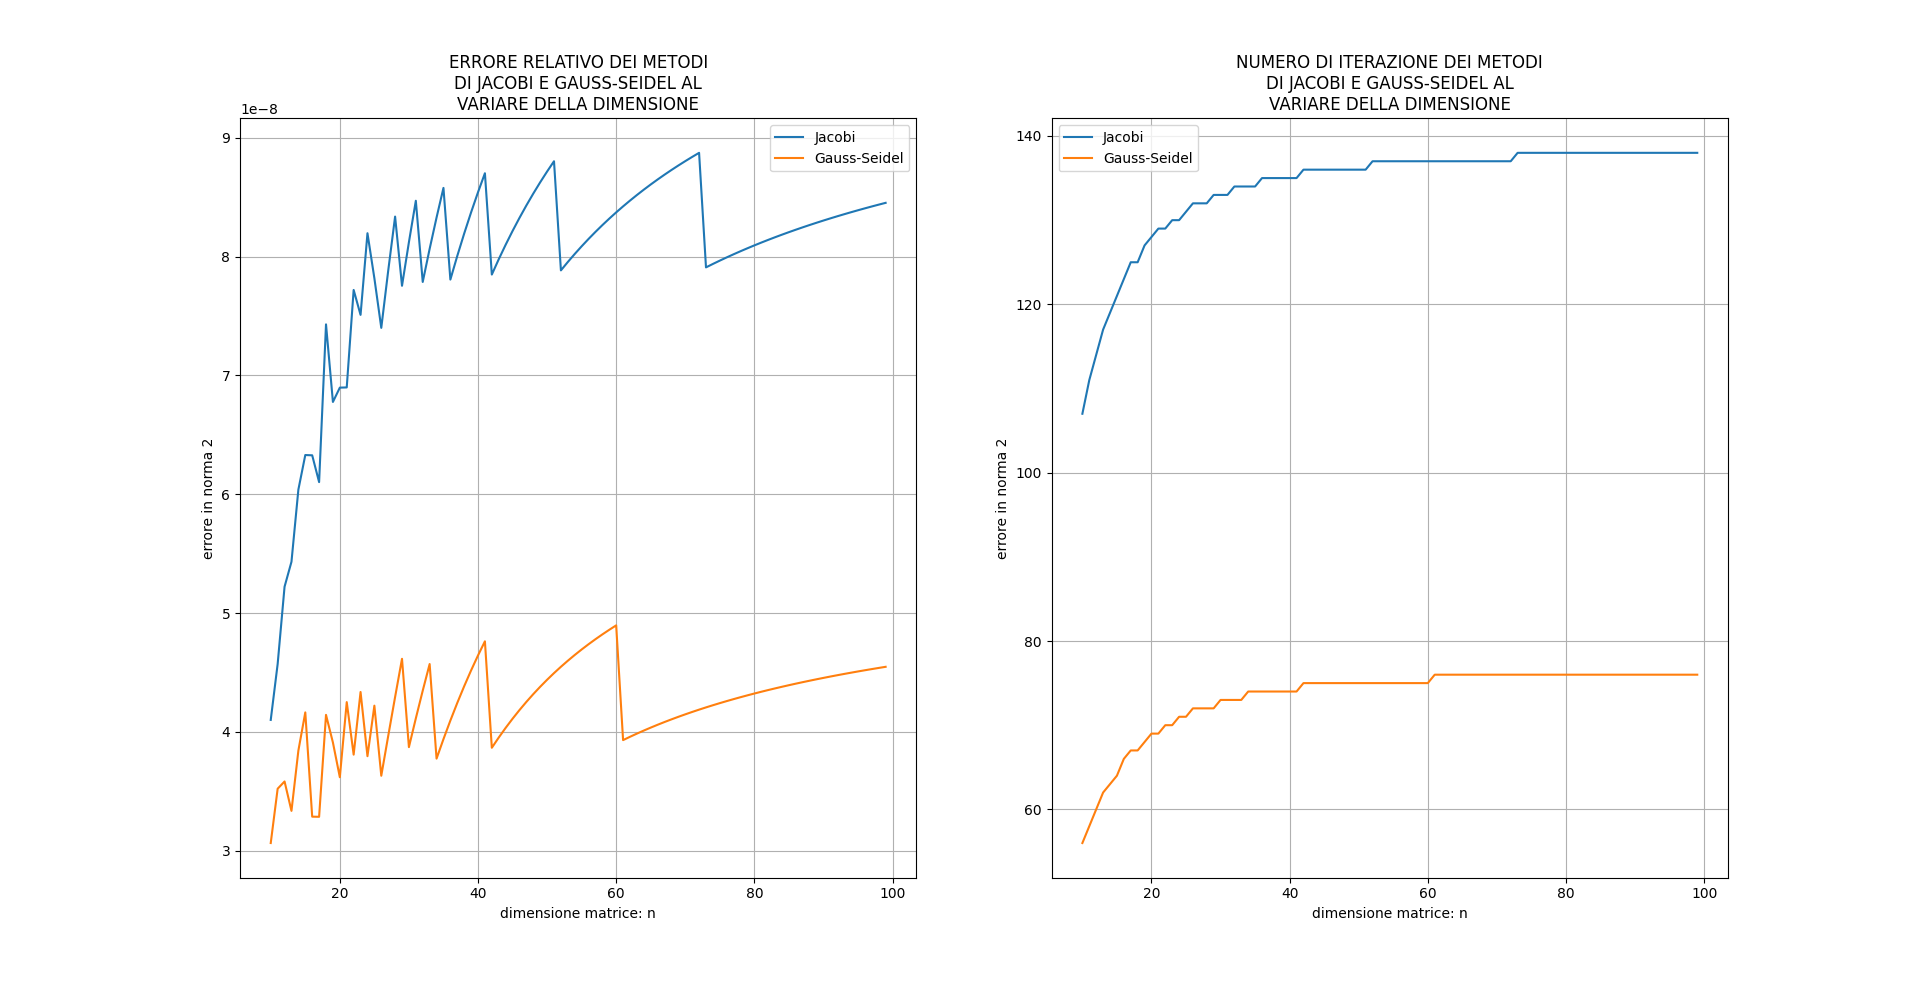 ERRORE RELATIVO DEI METODI
DI JACOBI E GAUSS-SEIDEL AL
VARIARE DELLA DIMENSIONE
1e−8
9
8
7
6
5
4
3
errore in norma 2
Jacobi
Gauss-Seidel
20
40
60
80
100
dimensione matrice: n
NUMERO DI ITERAZIONE DEI METODI
DI JACOBI E GAUSS-SEIDEL AL
VARIARE DELLA DIMENSIONE
140
120
100
80
60
errore in norma 2
Jacobi
Gauss-Seidel
20
40
60
80
100
dimensione matrice: n